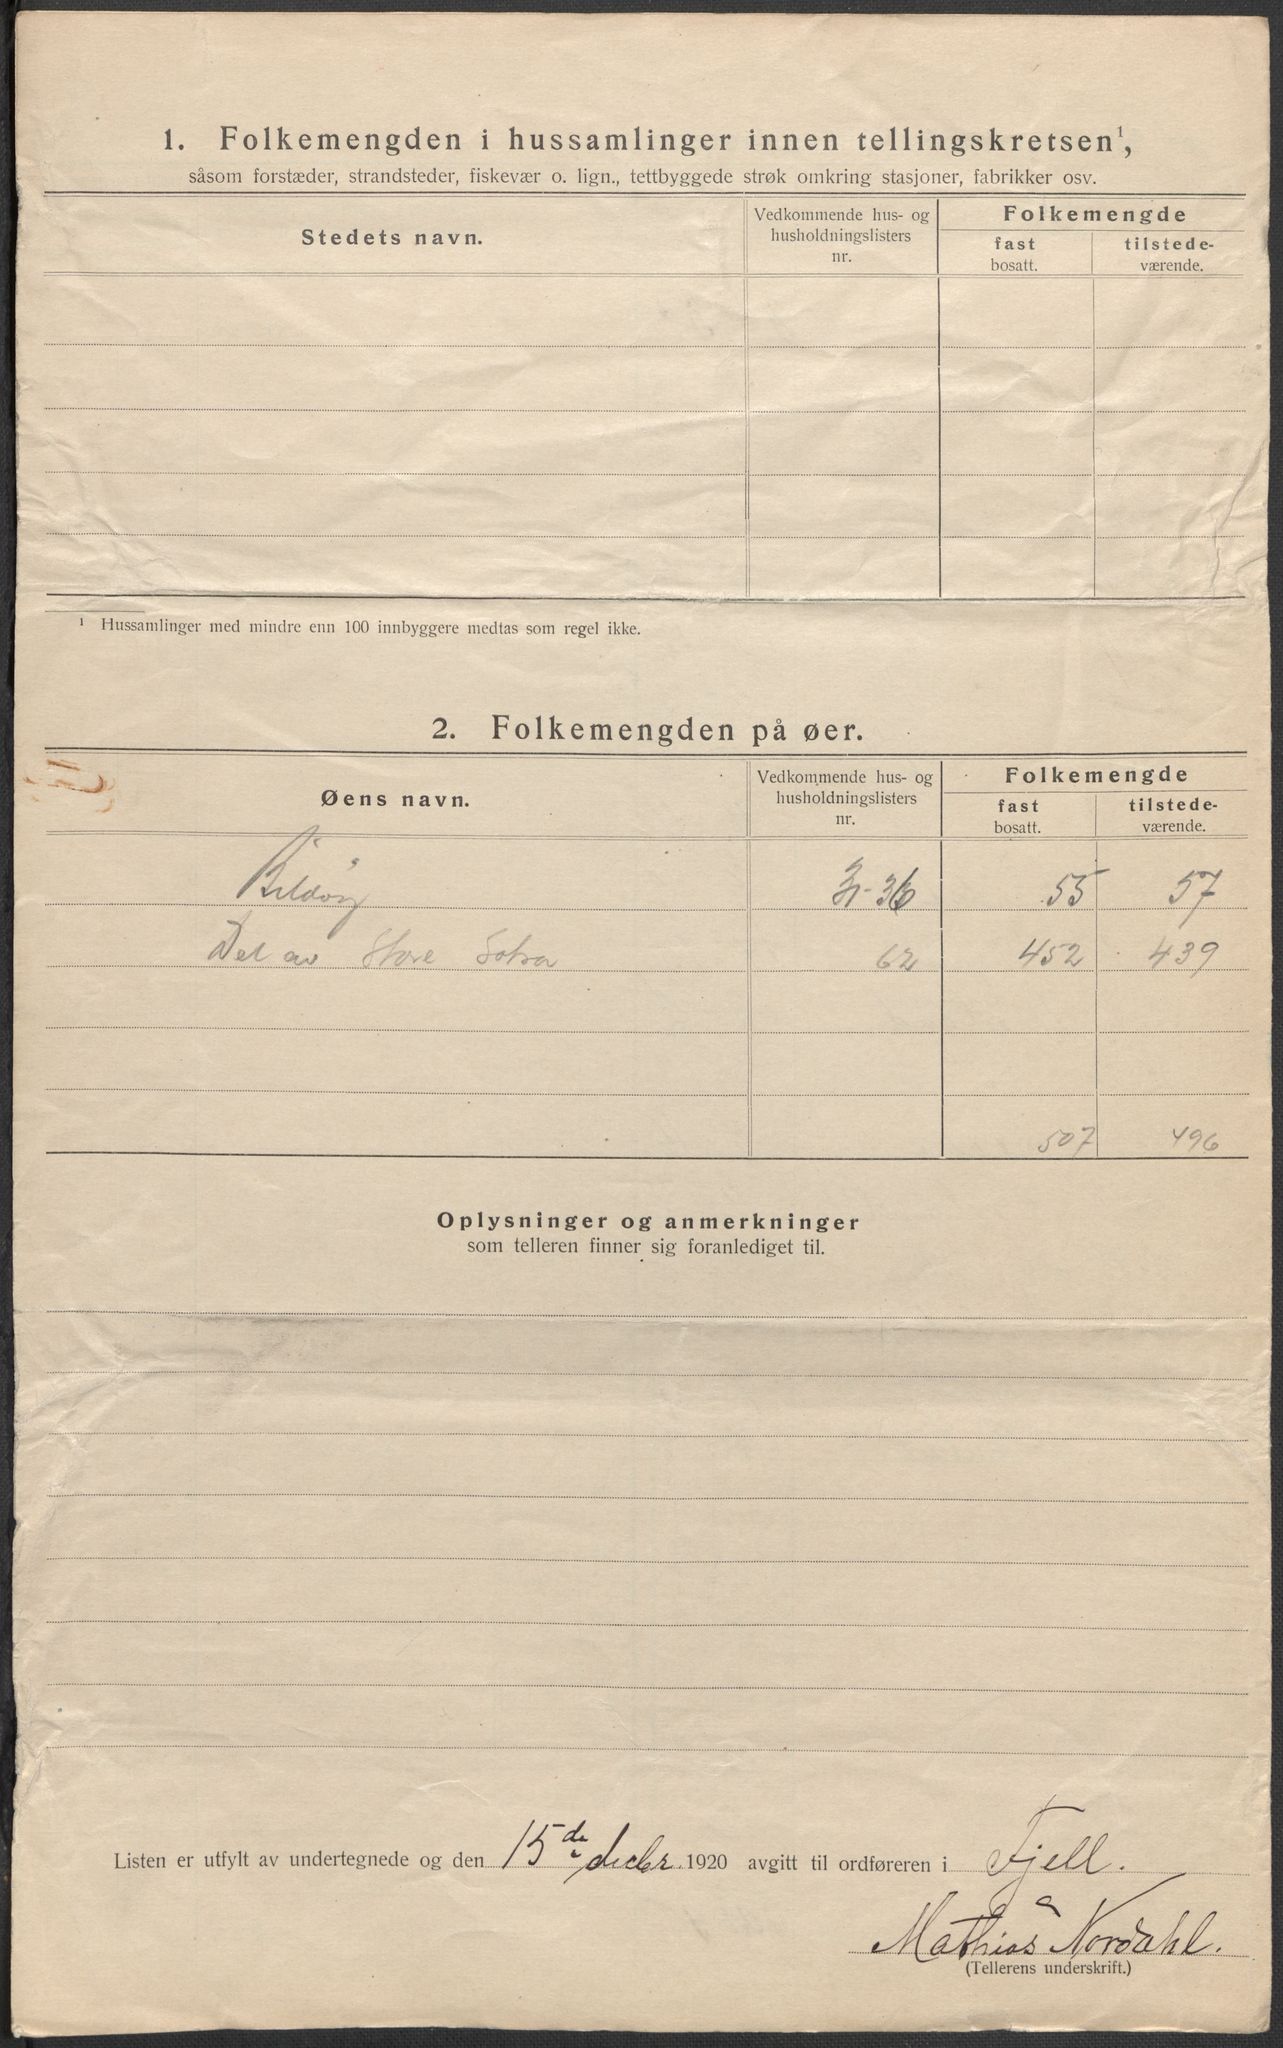 1. Folkemengden i hussamlinger innen tellingskretsen¹,
såsom forstæder, strandsteder, fiskevær o. lign., tettbyggede strøk omkring stasjoner, fabrikker osv.
Stedets navn.
Vedkommende hus- og husholdningslisters nr.
Folkemengde
fast bosatt.
tilstede-værende.
¹ Hussamlinger med mindre enn 100 innbyggere medtas som regel ikke.
2. Folkemengden på øer.
Øens navn.
Vedkommende hus- og husholdningslisters nr.
Folkemengde
fast bosatt.
tilstede-værende.
Bildöy 55 57
Del av Store Sotra 62 452 439
507 496
Oplysninger og anmerkninger
som telleren finner sig foranlediget til.
Listen er utfylt av undertegnede og den 15de decbr. 1920 avgitt til ordføreren i Fjell.
Mathias Nordahl.
(Tellerens underskrift.)